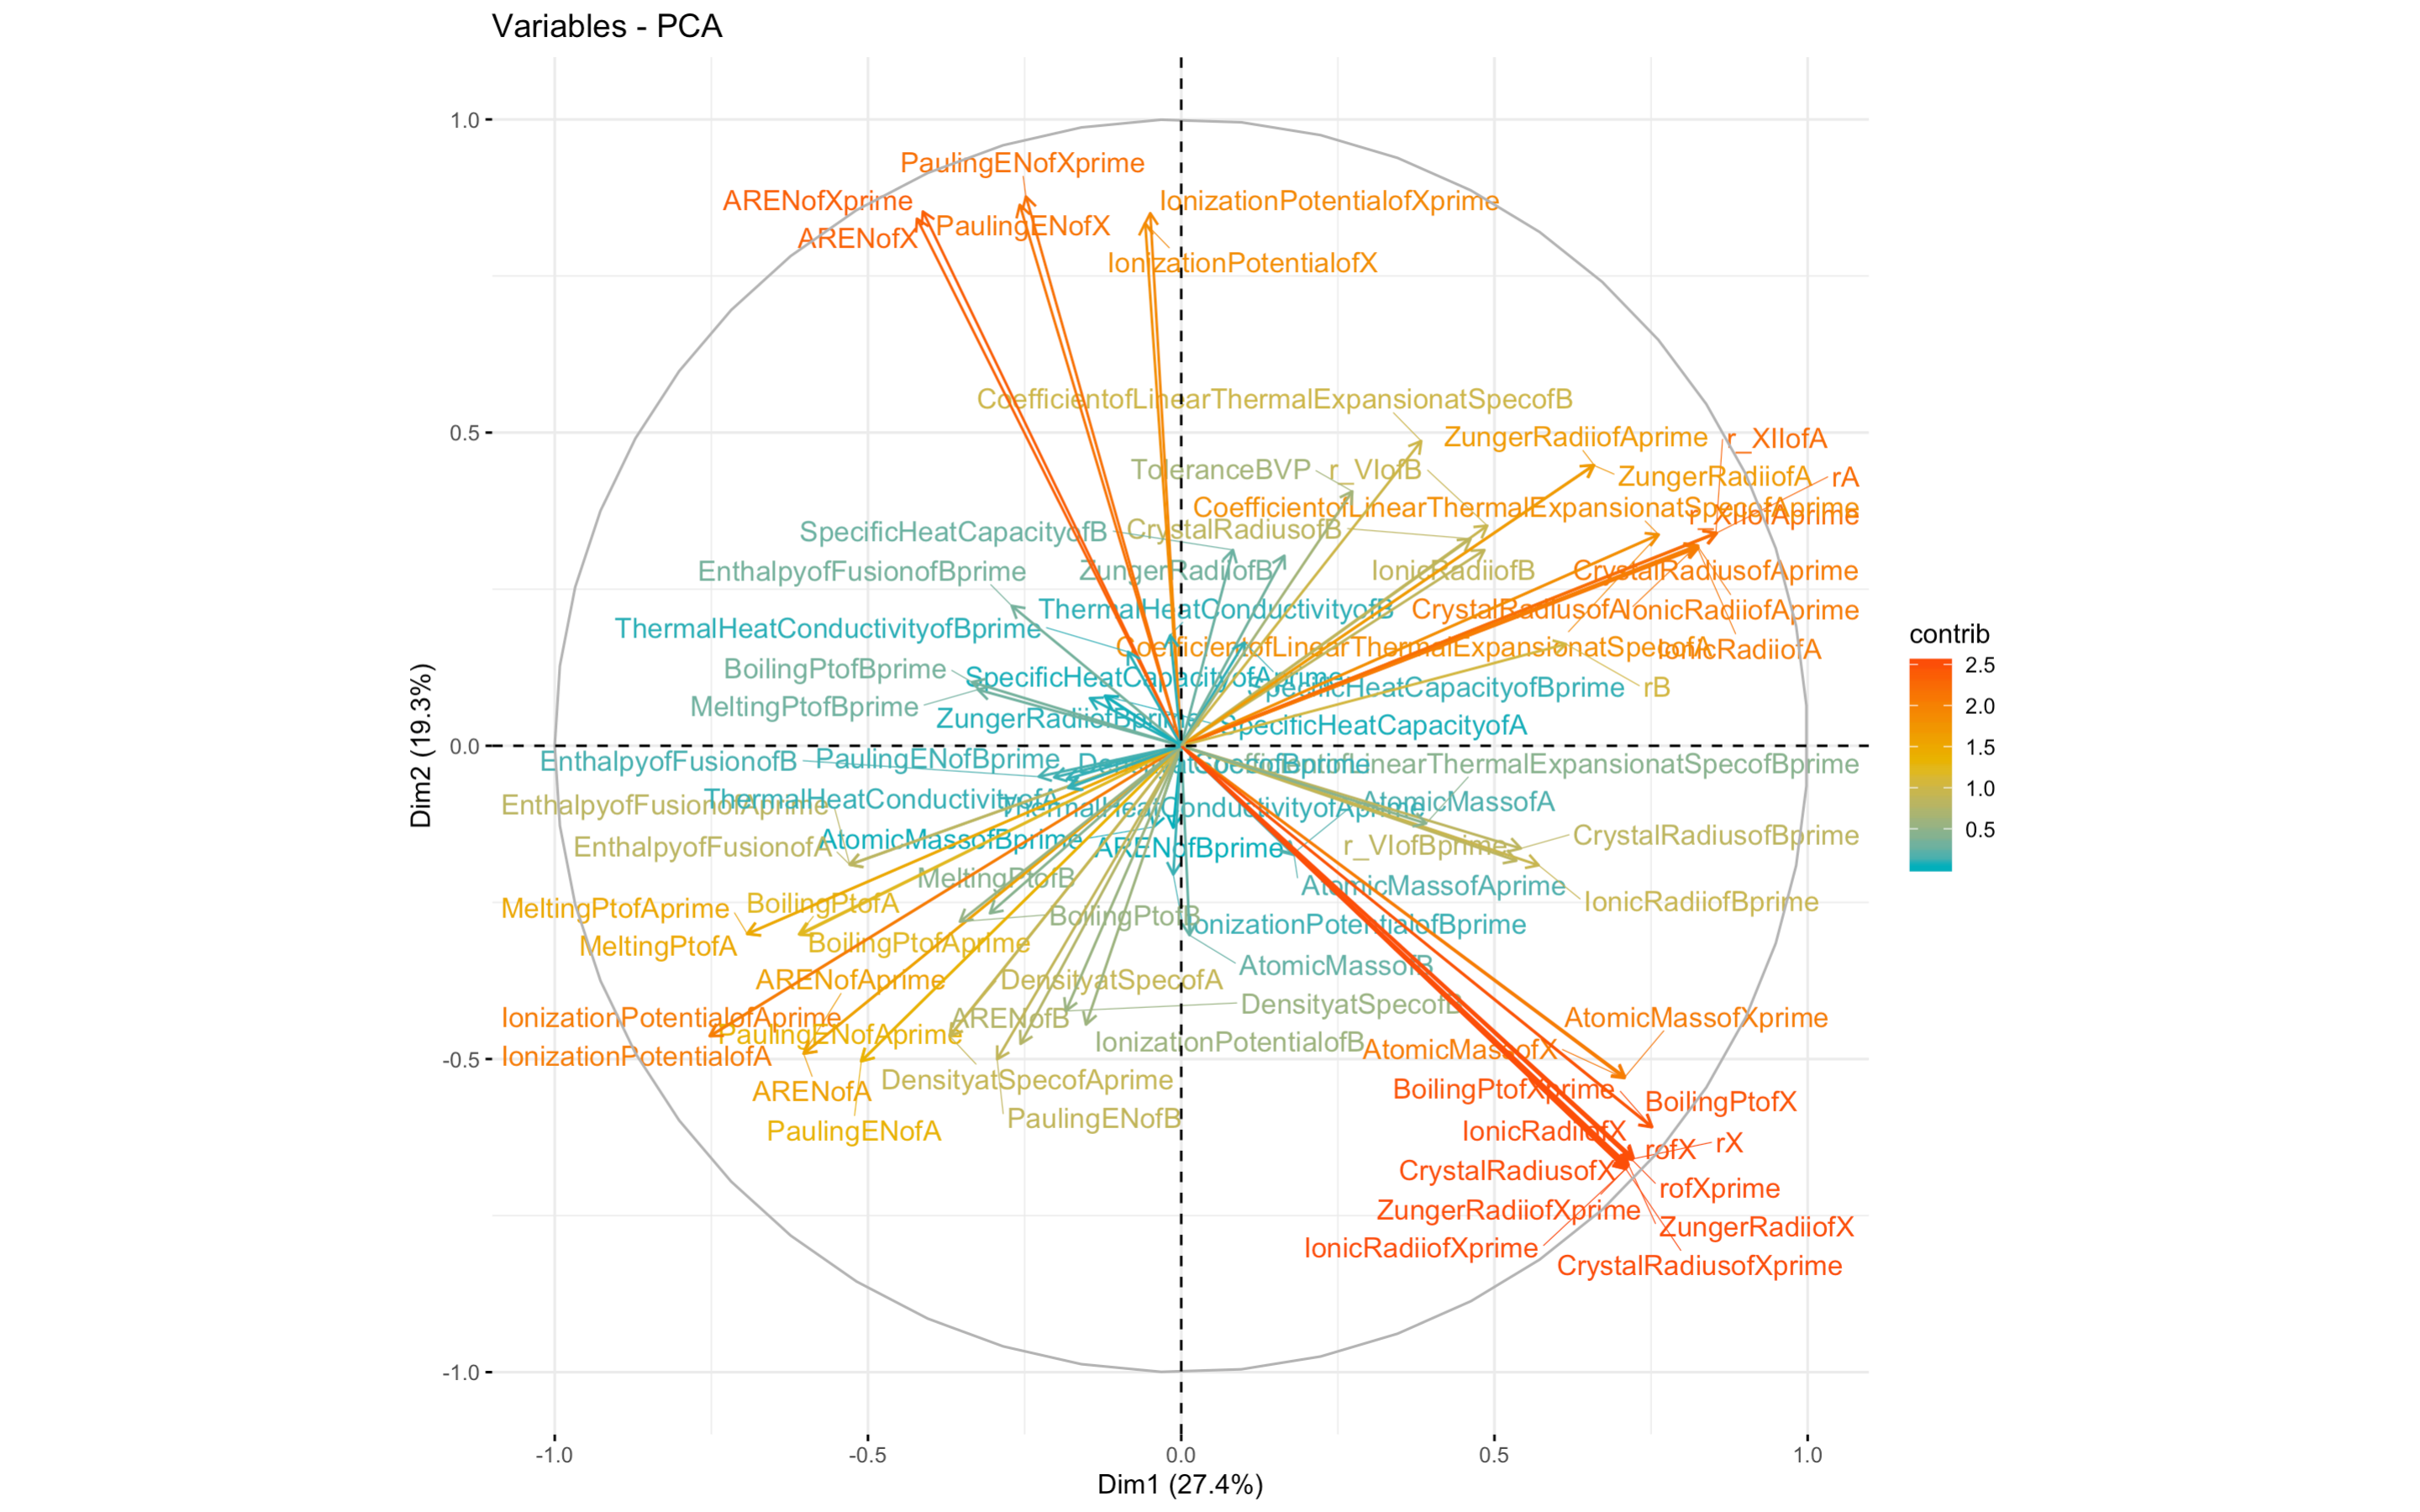 Variables - PCA
1.0
PaulingENofXprime
ARENofXprime
IonizationPotentialofXprime
PaulingENofX
ARENofX
IonizationPotentialofX
CoefficientofLinearThermalExpansionatSpecofB
0.5
ZungerRadiiofAprime
r_XIIofA
ToleranceBVP
r_VIofB
ZungerRadiiofA
rA
CoefficientofLinearThermalExpansionatSpecofAprime
r_XIIofAprime
SpecificHeatCapacityofB
CrystalRadiusofB
EnthalpyofFusionofBprime
ZungerRadiiofB
IonicRadiiofB
CrystalRadiusofAprime
ThermalHeatConductivityofB
CrystalRadiusofA
IonicRadiiofAprime
ThermalHeatConductivityofBprime
CoefficientofLinearThermalExpansionatSpecofA
IonicRadiiofA
BoilingPtofBprime
SpecificHeatCapacityofAprime
SpecificHeatCapacityofBprime
rB
MeltingPtofBprime
ZungerRadiiofBprime
SpecificHeatCapacityofA
0.0
EnthalpyofFusionofB
PaulingENofBprime
CoefficientofLinearThermalExpansionatSpecofBprime
EnthalpyofFusionofAprime
ThermalHeatConductivityofA
ThermalHeatConductivityofAprime
AtomicMassofA
EnthalpyofFusionofA
AtomicMassofBprime
ARENofBprime
r_VIofBprime
CrystalRadiusofBprime
MeltingPtofB
AtomicMassofAprime
MeltingPtofAprime
BoilingPtofA
BoilingPtofB
IonicRadiiofBprime
IonizationPotentialofBprime
MeltingPtofA
BoilingPtofAprime
AtomicMassofB
ARENofAprime
DensityatSpecofA
DensityatSpecofB
IonizationPotentialofAprime
ARENofB
AtomicMassofXprime
PaulingENofAprime
IonizationPotentialofB
AtomicMassofX
-0.5
IonizationPotentialofA
DensityatSpecofAprime
ARENofA
BoilingPtofXprime
BoilingPtofX
PaulingENofB
PaulingENofA
IonicRadiiofX
rofX
rX
CrystalRadiusofX
rofXprime
ZungerRadiiofXprime
ZungerRadiiofX
IonicRadiiofXprime
CrystalRadiusofXprime
-1.0
-1.0
-0.5
0.0
0.5
1.0
Dim1 (27.4%)
Dim2 (19.3%)
contrib
2.5
2.0
1.5
1.0
0.5